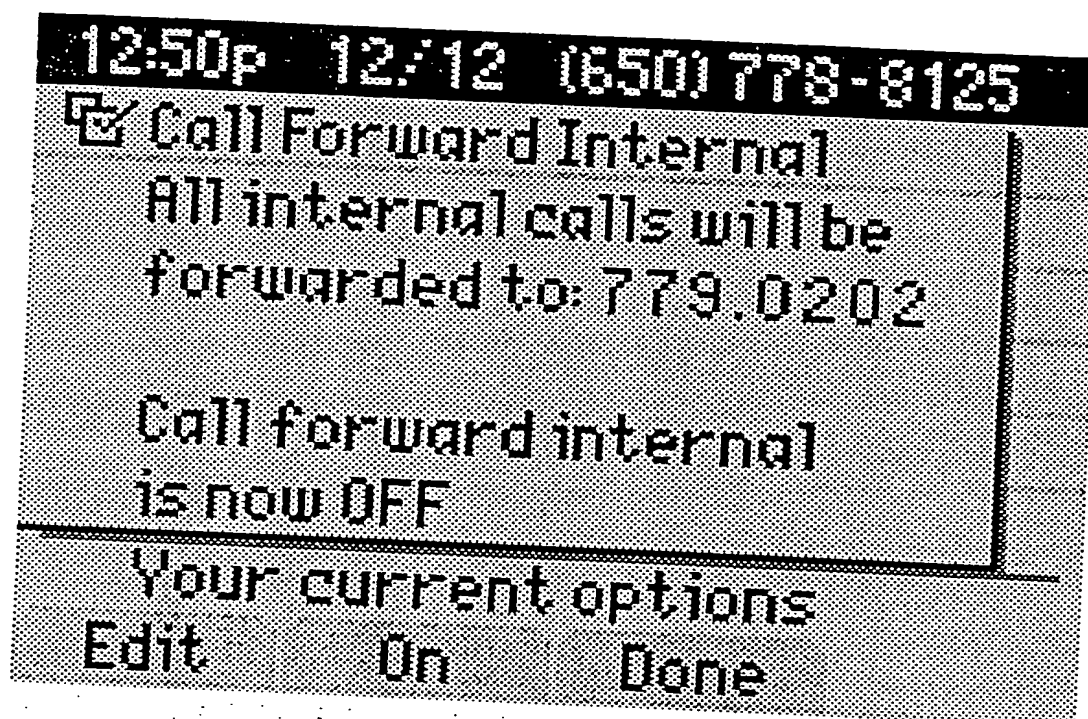 12:50p 12/12 (650) 778-8125
Call Forward Internal
All internal calls will be
forwarded to: 779.0202
Call forward internal
is now OFF
Your current options
Edit On Done